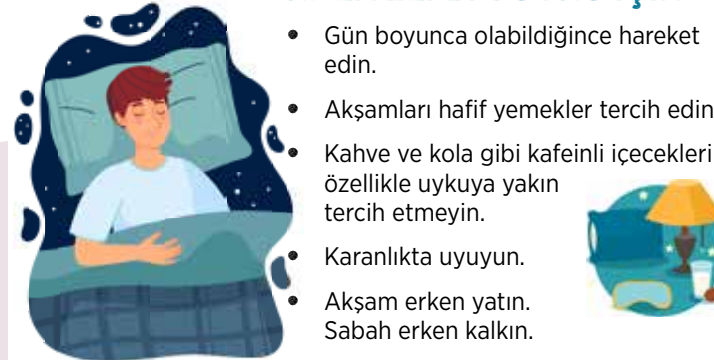 • Gün boyunca olabildiğince hareket
edin.
• Akşamları hafif yemekler tercih edin
• Kahve ve kola gibi kafeinli içecekleri
özellikle uykuya yakın
tercih etmeyin.
• Karanlıkta uyuyun.
• Akşam erken yatın.
Sabah erken kalkın.